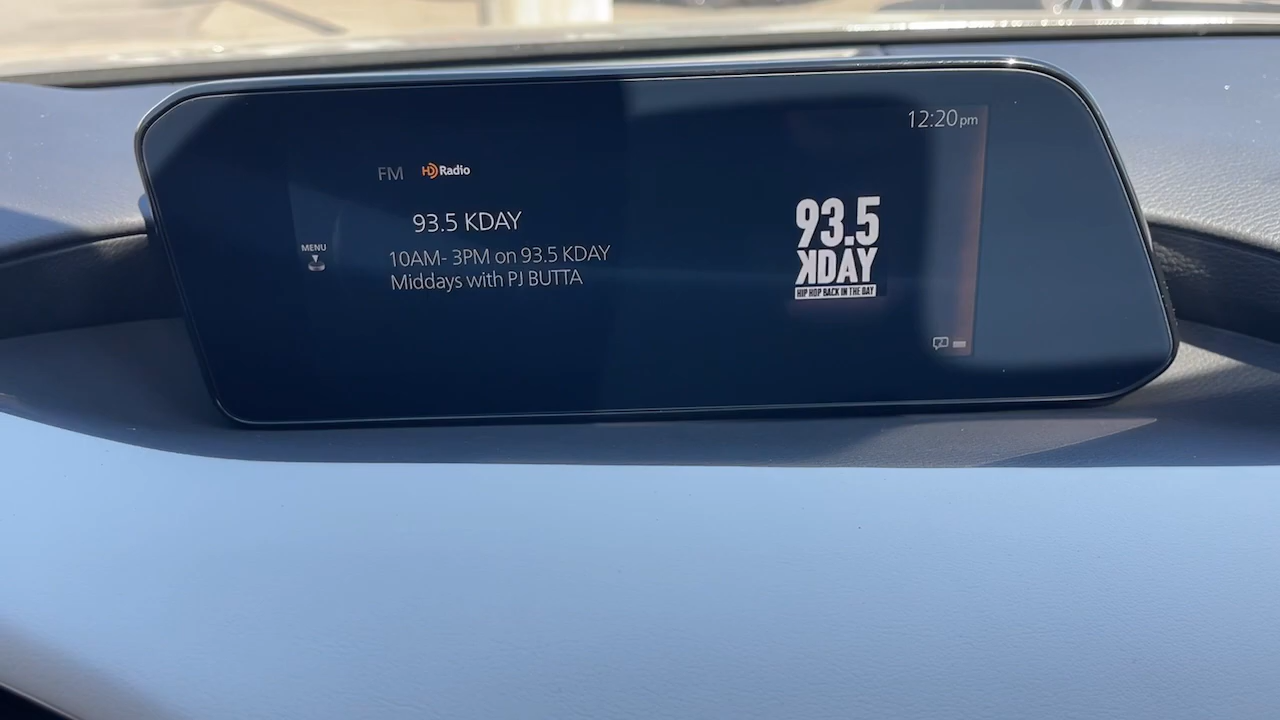 12:20 pm
FM HD Radio
93.5 KDAY
MENU
10AM- 3PM on 93.5 KDAY
Middays with PJ BUTTA
93.5
KDAY
HIP HOP BACK IN THE DAY